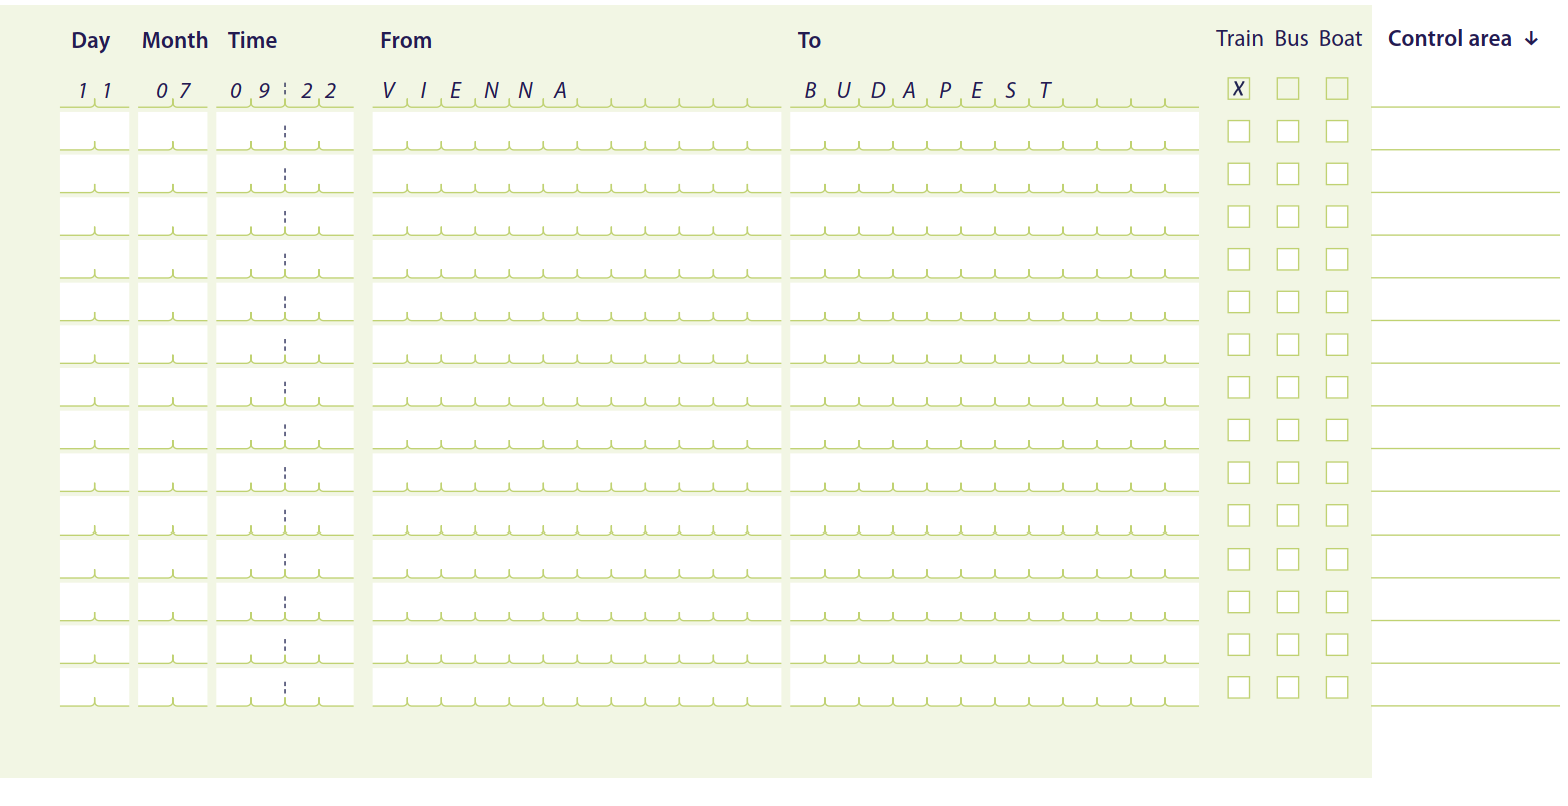 Day Month Time From To Train Bus Boat Control area ↓
11 07 09¦22 VIENNA BUDAPEST X